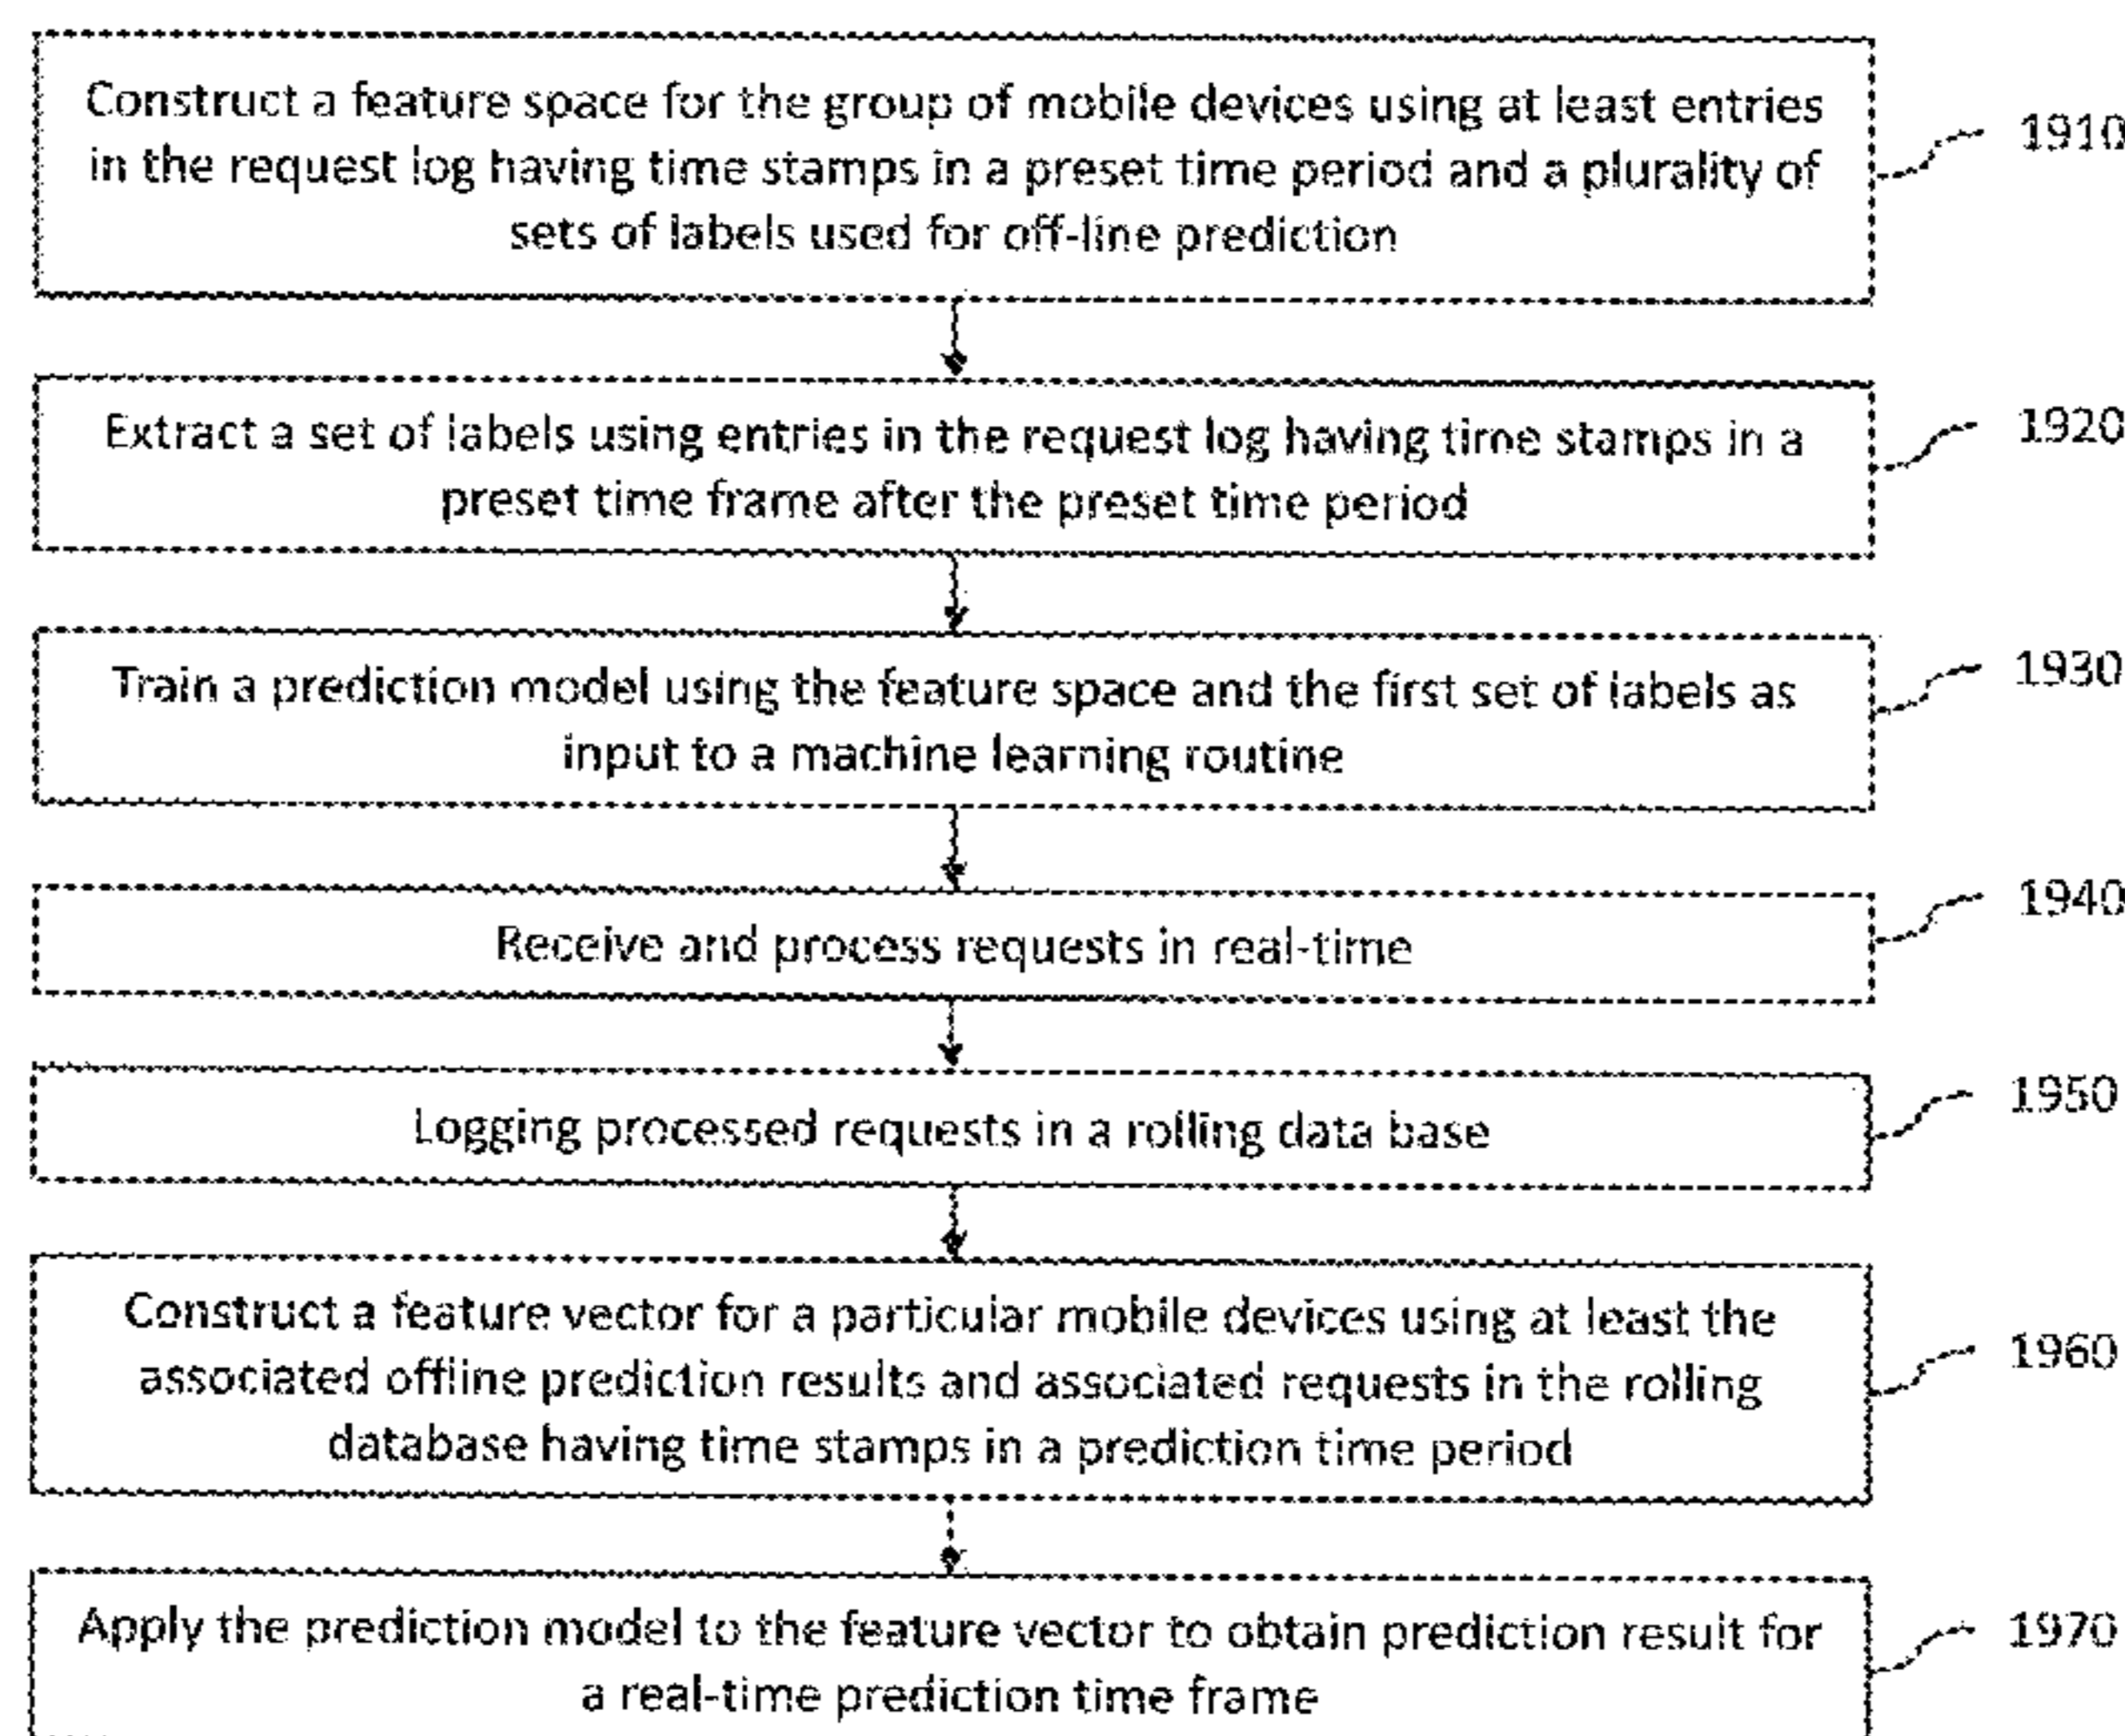 Construct a feature space for the group of mobile devices using at least entries
in the request log having time stamps in a preset time period and a plurality of
sets of labels used for off-line prediction
1910
Extract a set of labels using entries in the request log having time stamps in a
preset time frame after the preset time period
1920
Train a prediction model using the feature space and the first set of labels as
input to a machine learning routine
1930
Receive and process requests in real-time
1940
Logging processed requests in a rolling data base
1950
Construct a feature vector for a particular mobile devices using at least the
associated offline prediction results and associated requests in the rolling
database having time stamps in a prediction time period
1960
Apply the prediction model to the feature vector to obtain prediction result for
a real-time prediction time frame
1970